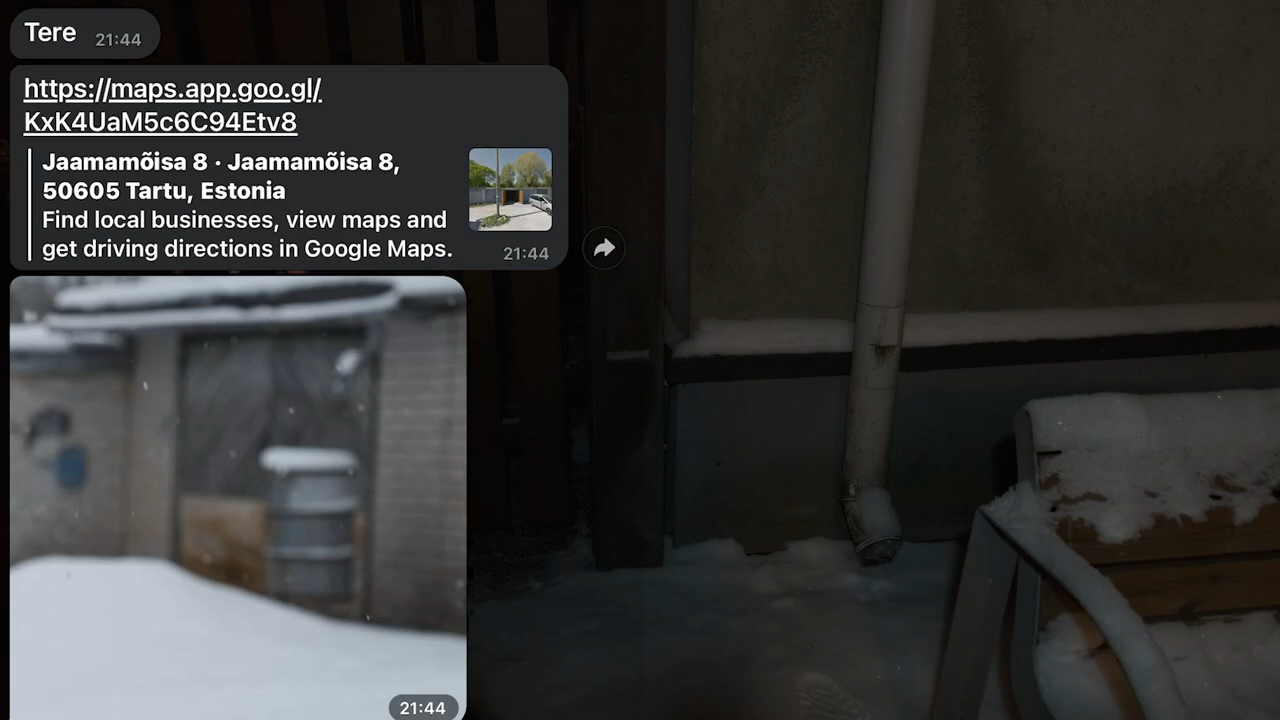 Tere 21:44
https://maps.app.goo.gl/
KxK4UaM5c6C94Etv8
Jaamamõisa 8 · Jaamamõisa 8,
50605 Tartu, Estonia
Find local businesses, view maps and
get driving directions in Google Maps.
21:44
21:44